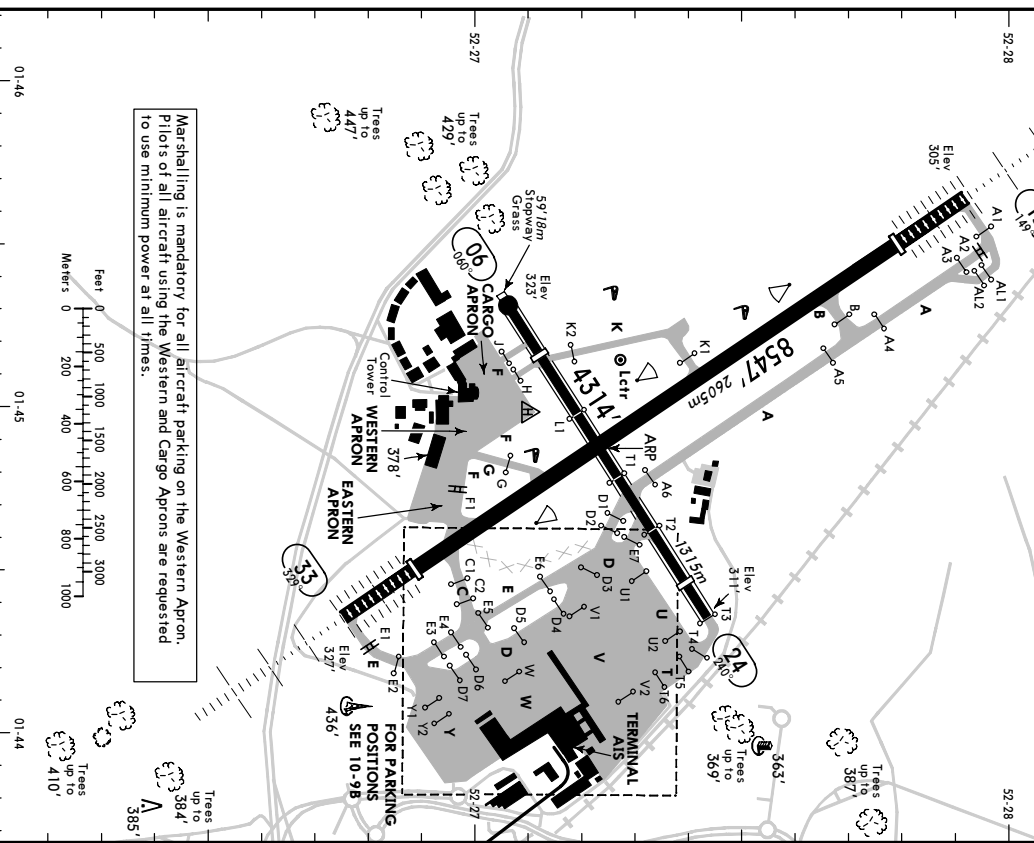 52-27
52-28
01-46
01-45
01-44
Marshalling is mandatory for all aircraft parking on the Western Apron.
Pilots of all aircraft using the Western and Cargo Aprons are requested
to use minimum power at all times.
Feet 0 500 1000 1500 2000 2500 3000
Meters 0 200 400 600 800 1000
Trees
up to
447'
Trees
up to
429'
59' 18m
Stopway
Grass
Elev
323'
06
060°
Elev
305'
149°
A1
A2
A3
AL1
AL2
A
A4
B
B
A5
A
8547' 2605m
K
K1
K2
Lctr
4314'
1315m
L1
ARP
T1
A6
T2
D1
D2
E7
CARGO
APRON
J
F
H
H
F
G
G
F
F1
Control
Tower
WESTERN
APRON
378'
EASTERN
APRON
33
329°
Elev
327'
E1
E
E2
C1
C2
C
E3
E4
E5
E
E6
D
D3
D4
D5
D
D6
D7
U1
U
U2
V1
V
V2
W
W
Y1
Y2
Y
T3
T4
T
T5
T6
Elev
311'
24
240°
TERMINAL
AIS
FOR PARKING
POSITIONS
SEE 10-9B
436'
Trees
up to
410'
Trees
up to
384'
385'
Trees
up to
369'
363'
Trees
up to
387'
52-27
52-28